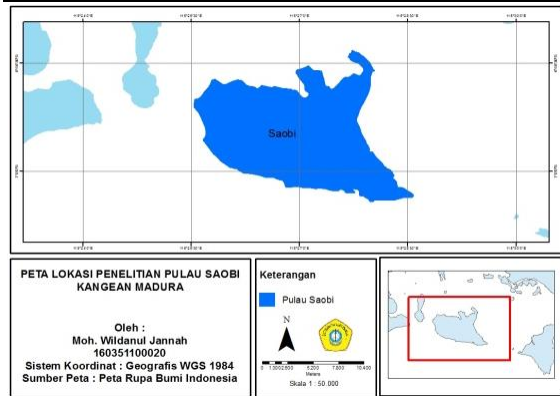 Saobi
PETA LOKASI PENELITIAN PULAU SAOBI
KANGEAN MADURA
Oleh :
Moh. Wildanul Jannah
160351100020
Sistem Koordinat : Geografis WGS 1984
Sumber Peta : Peta Rupa Bumi Indonesia
Keterangan
Pulau Saobi
N
Meters
Skala 1 : 50.000